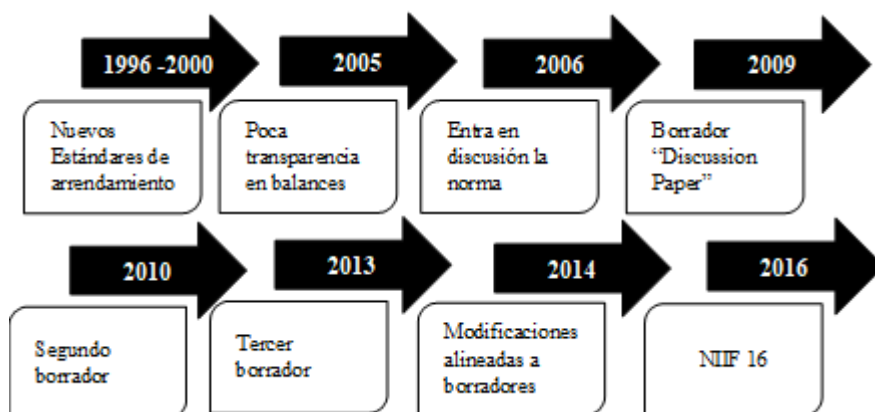 1996 -2000
2005
2006
2009
Nuevos
Estándares de
arrendamiento
Poca
transparencia
en balances
Entra en
discusión la
norma
Borrador
“Discussion
Paper”
2010
2013
2014
2016
Segundo
borrador
Tercer
borrador
Modificaciones
alineadas a
borradores
NIIF 16